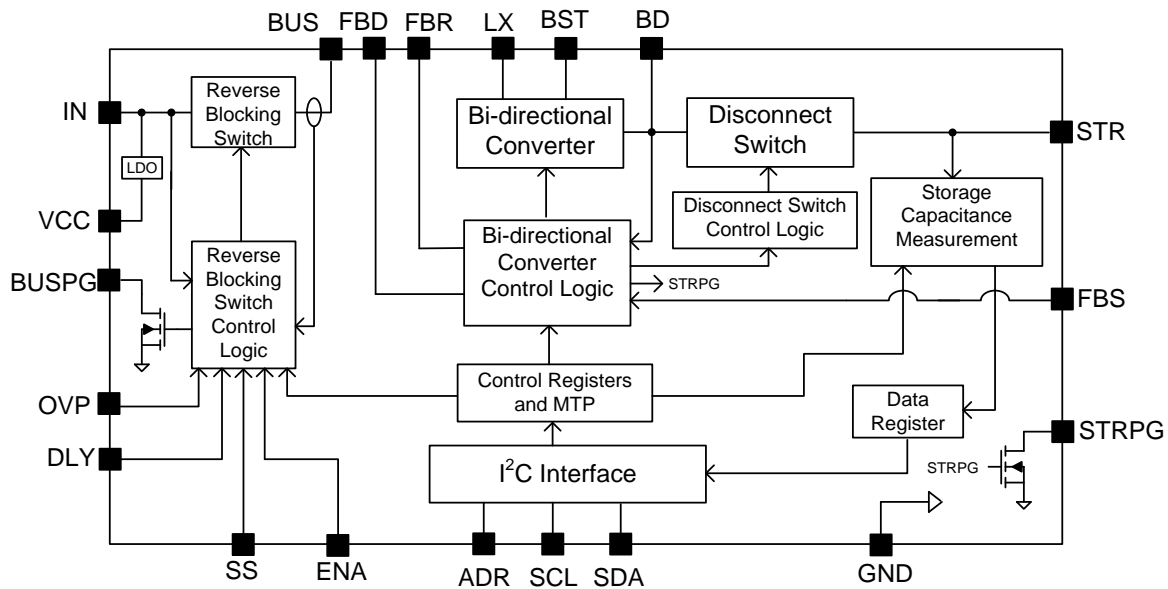 BUS
FBD
FBR
LX
BST
BD
IN
Reverse
Blocking
Switch
Bi-directional
Converter
Disconnect
Switch
STR
LDO
VCC
Storage
Capacitance
Measurement
Disconnect Switch
Control Logic
Bi-directional
Converter
Control Logic
BUSPG
Reverse
Blocking
Switch
Control
Logic
STRPG
FBS
OVP
Control Registers
and MTP
Data
Register
STRPG
DLY
I²C Interface
STRPG
SS
ENA
ADR
SCL
SDA
GND